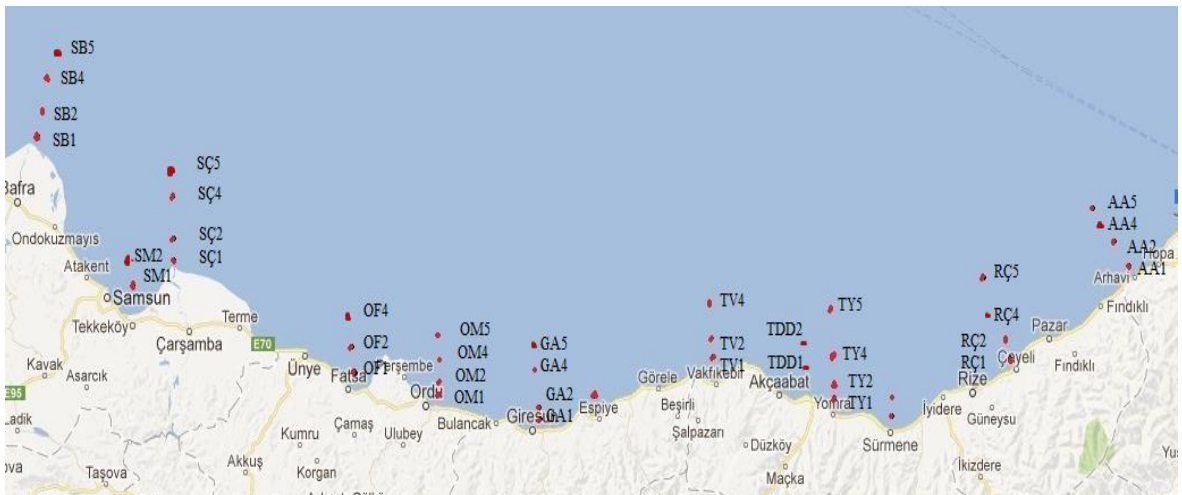 SB5
SB4
SB2
SB1
SÇ5
SÇ4
SÇ2
SÇ1
Bafra
Ondokuzmayıs
Atakent
SM2
SM1
Samsun
Tekkeköy
Çarşamba
Terme
E70
Kavak
Asarcık
E95
Ladik
Taşova
Ünye
OF4
OF2
OF1
Fatsa
Perşembe
OM5
OM4
OM2
OM1
Ordu
Kumru
Çamaş
Ulubey
Korgan
Akkuş
Bulancak
GA5
GA4
GA2
GA1
Giresun
Espiye
Görele
TV4
TV2
TY1
Vakfıkebir
Beşirli
Şalpazarı
TDD2
TDD1
Akçaabat
TY5
TY4
TY2
TY1
Yomra
Düzköy
Maçka
Sürmene
İyidere
RÇ5
RÇ4
RÇ2
RÇ1
Rize
Çayeli
Güneysu
İkizdere
Pazar
Fındıklı
AA5
AA4
AA2
AA1
Hopa
Arhavi
Fındıklı